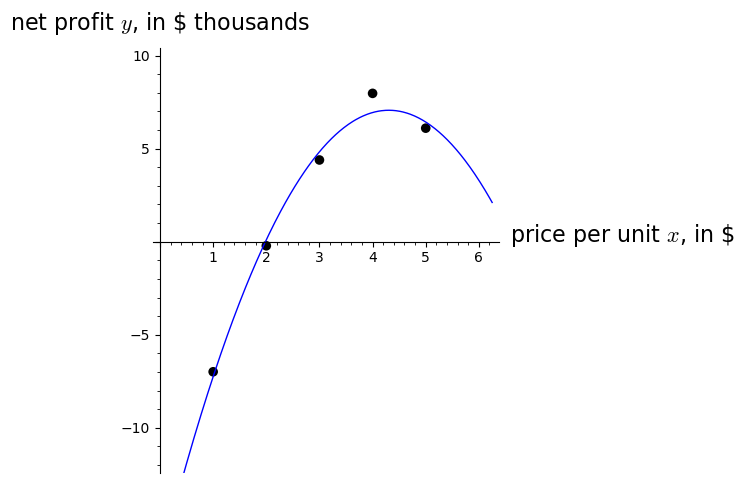 net profit y, in $ thousands
10
5
price per unit x, in $
1 2 3 4 5 6
−5
−10